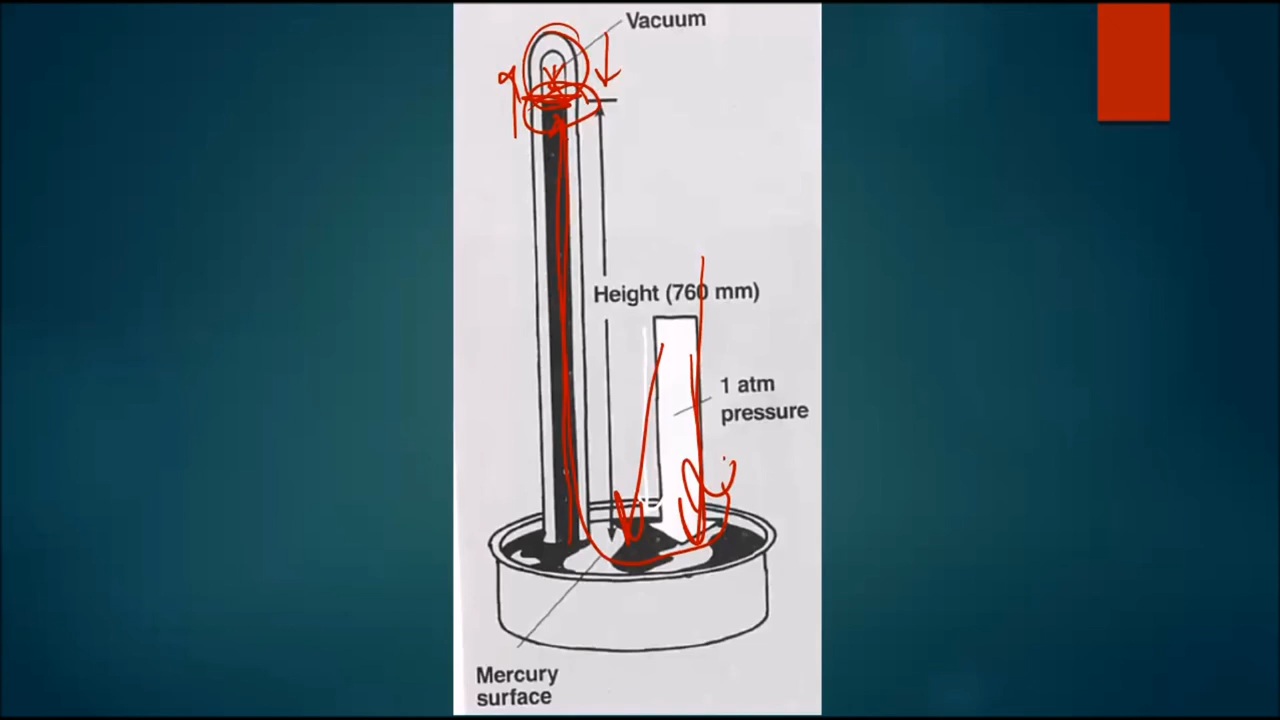 Vacuum
Height (760 mm)
1 atm
pressure
Mercury
surface